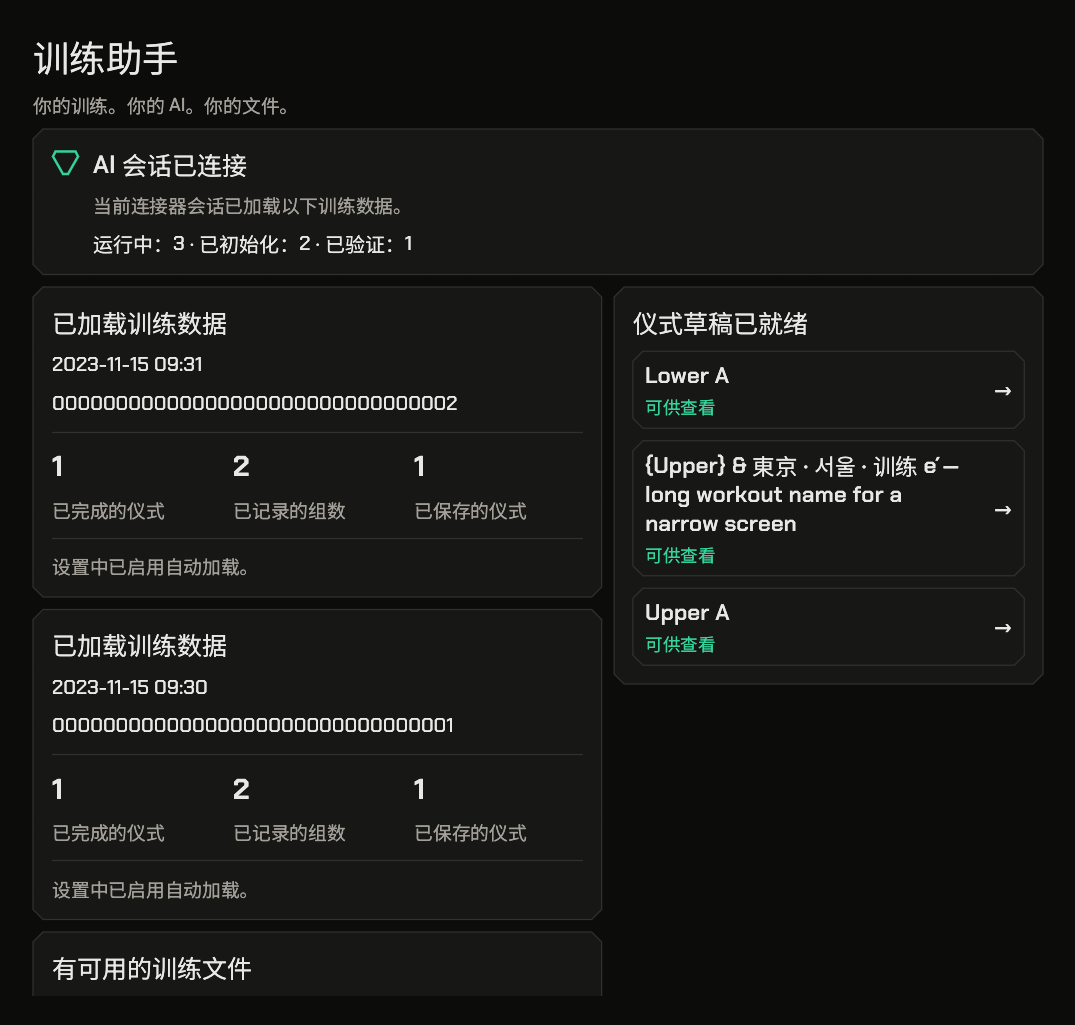 训练助手
你的训练。你的 AI。你的文件。
AI 会话已连接
当前连接器会话已加载以下训练数据。
运行中：3 · 已初始化：2 · 已验证：1
已加载训练数据
2023-11-15 09:31
00000000000000000000000000000002
1
2
1
已完成的仪式
已记录的组数
已保存的仪式
设置中已启用自动加载。
已加载训练数据
2023-11-15 09:30
00000000000000000000000000000001
1
2
1
已完成的仪式
已记录的组数
已保存的仪式
设置中已启用自动加载。
有可用的训练文件
仪式草稿已就绪
Lower A
可供查看
→
{Upper} & 東京 · 서울 · 训练 é —
long workout name for a
narrow screen
可供查看
→
Upper A
可供查看
→